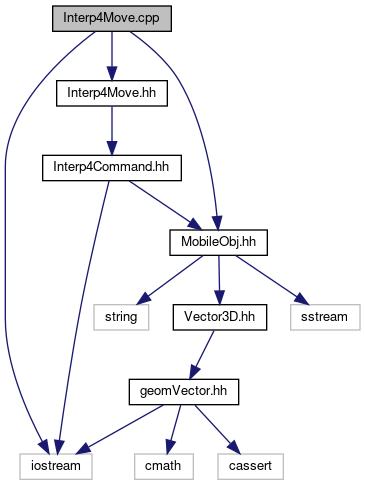 Interp4Move.cpp
Interp4Move.hh
Interp4Command.hh
MobileObj.hh
string
Vector3D.hh
sstream
geomVector.hh
iostream
cmath
cassert